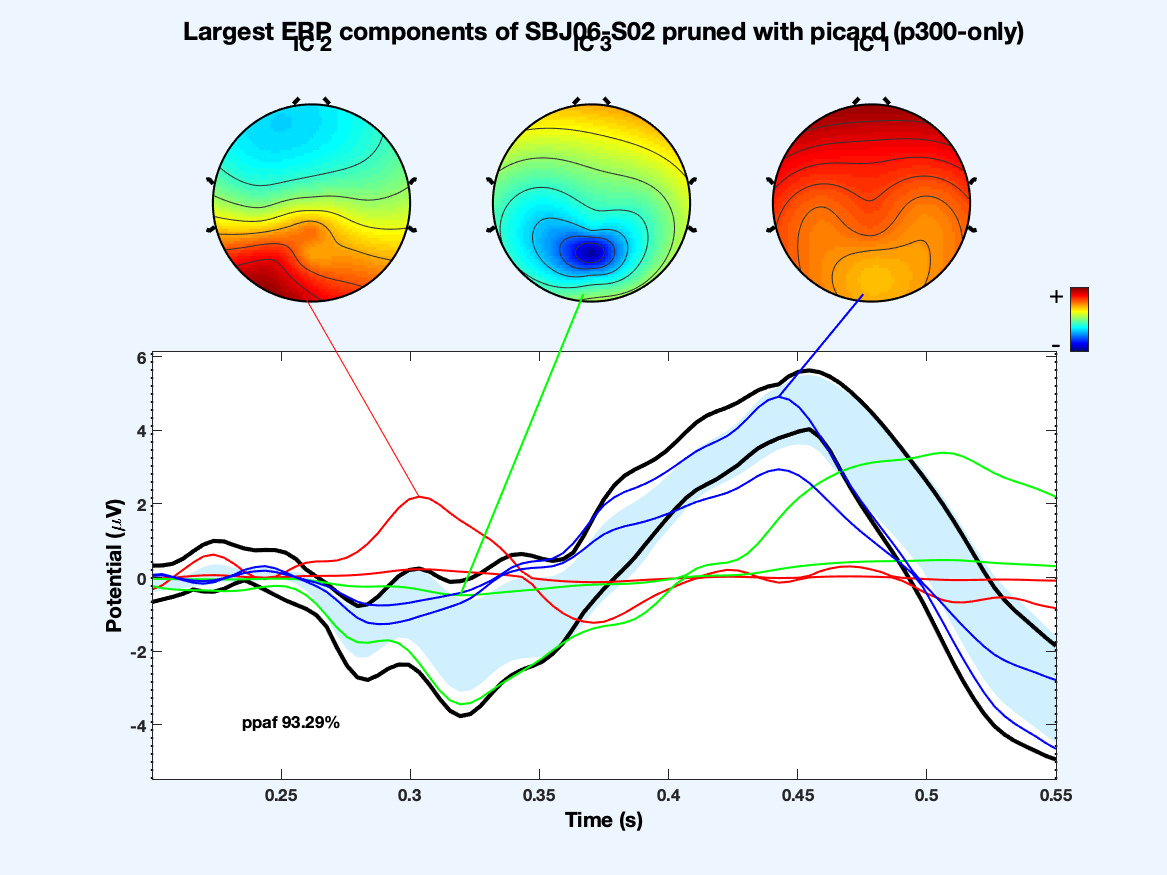 Largest ERP components of SBJ06-S02 pruned with picard (p300-only)
IC 2
IC 3
IC 1
+
-
6
4
2
0
-2
-4
Potential (μV)
ppaf 93.29%
0.25
0.3
0.35
0.4
0.45
0.5
0.55
Time (s)